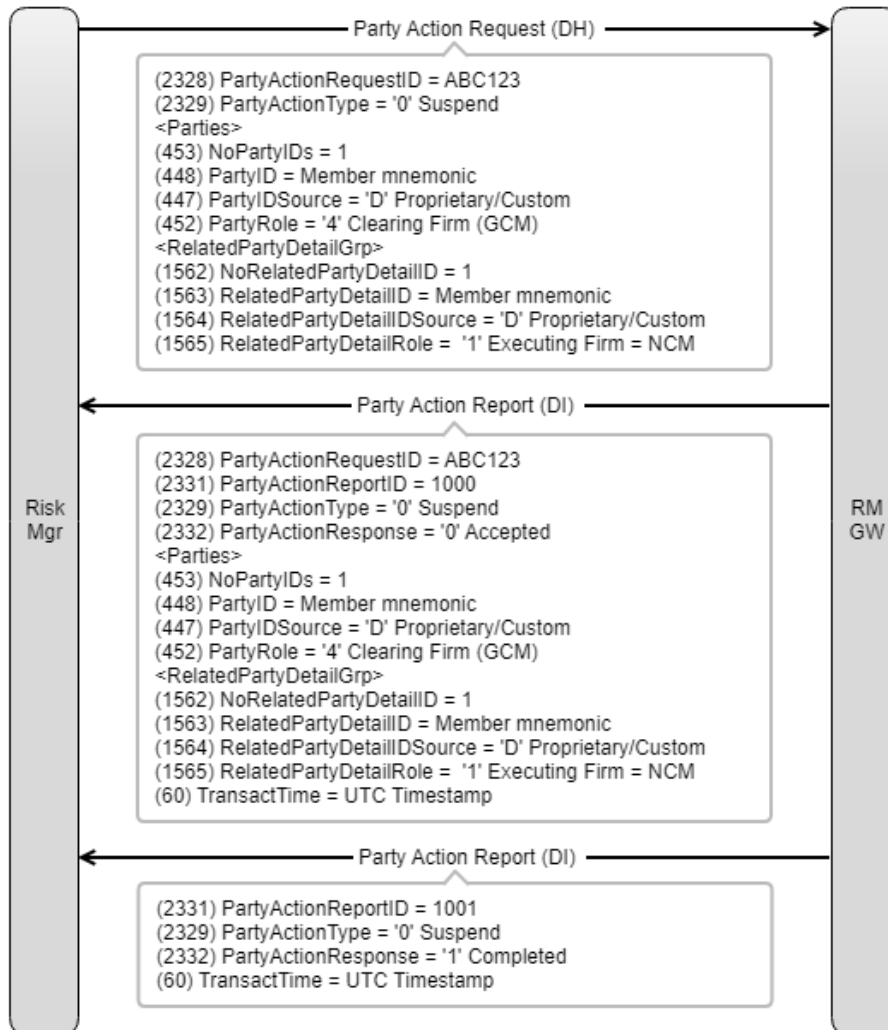 Party Action Request (DH)
(2328) PartyActionRequestID = ABC123
(2329) PartyActionType = '0' Suspend
<Parties>
(453) NoPartyIDs = 1
(448) PartyID = Member mnemonic
(447) PartyIDSource = 'D' Proprietary/Custom
(452) PartyRole = '4' Clearing Firm (GCM)
<RelatedPartyDetailGrp>
(1562) NoRelatedPartyDetailID = 1
(1563) RelatedPartyDetailID = Member mnemonic
(1564) RelatedPartyDetailIDSource = 'D' Proprietary/Custom
(1565) RelatedPartyDetailRole =  '1' Executing Firm = NCM
Party Action Report (DI)
(2328) PartyActionRequestID = ABC123
(2331) PartyActionReportID = 1000
(2329) PartyActionType = '0' Suspend
(2332) PartyActionResponse = '0' Accepted
<Parties>
(453) NoPartyIDs = 1
(448) PartyID = Member mnemonic
(447) PartyIDSource = 'D' Proprietary/Custom
(452) PartyRole = '4' Clearing Firm (GCM)
<RelatedPartyDetailGrp>
(1562) NoRelatedPartyDetailID = 1
(1563) RelatedPartyDetailID = Member mnemonic
(1564) RelatedPartyDetailIDSource = 'D' Proprietary/Custom
(1565) RelatedPartyDetailRole =  '1' Executing Firm = NCM
(60) TransactTime = UTC Timestamp
Risk
Mgr
RM
GW
Party Action Report (DI)
(2331) PartyActionReportID = 1001
(2329) PartyActionType = '0' Suspend
(2332) PartyActionResponse = '1' Completed
(60) TransactTime = UTC Timestamp